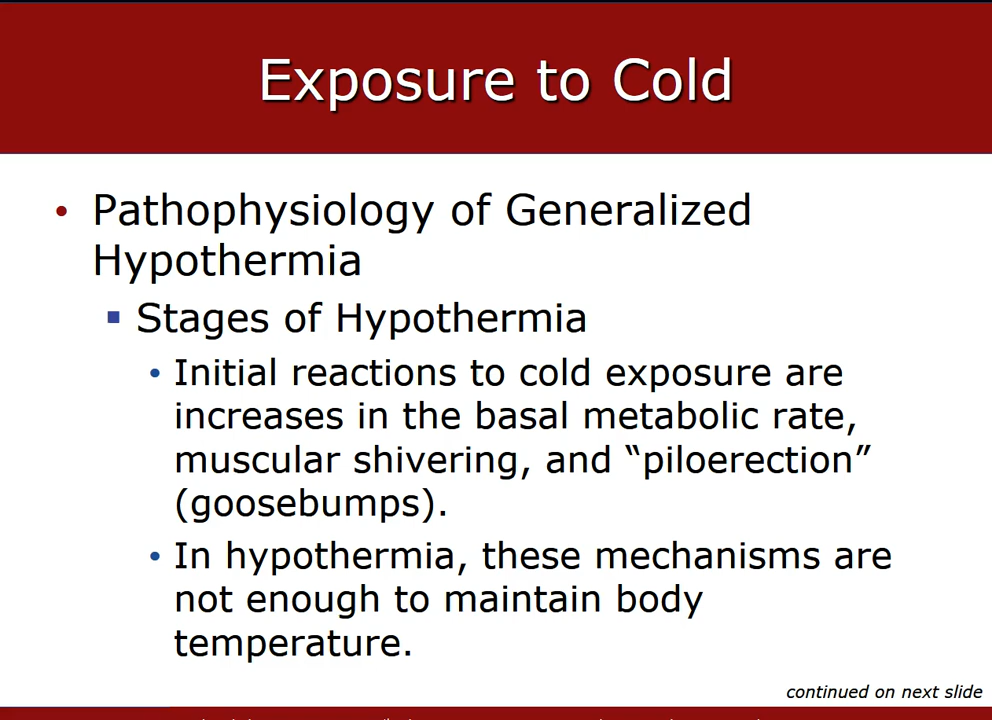 Exposure to Cold
• Pathophysiology of Generalized
Hypothermia
▪ Stages of Hypothermia
• Initial reactions to cold exposure are
increases in the basal metabolic rate,
muscular shivering, and “piloerection”
(goosebumps).
• In hypothermia, these mechanisms are
not enough to maintain body
temperature.
continued on next slide